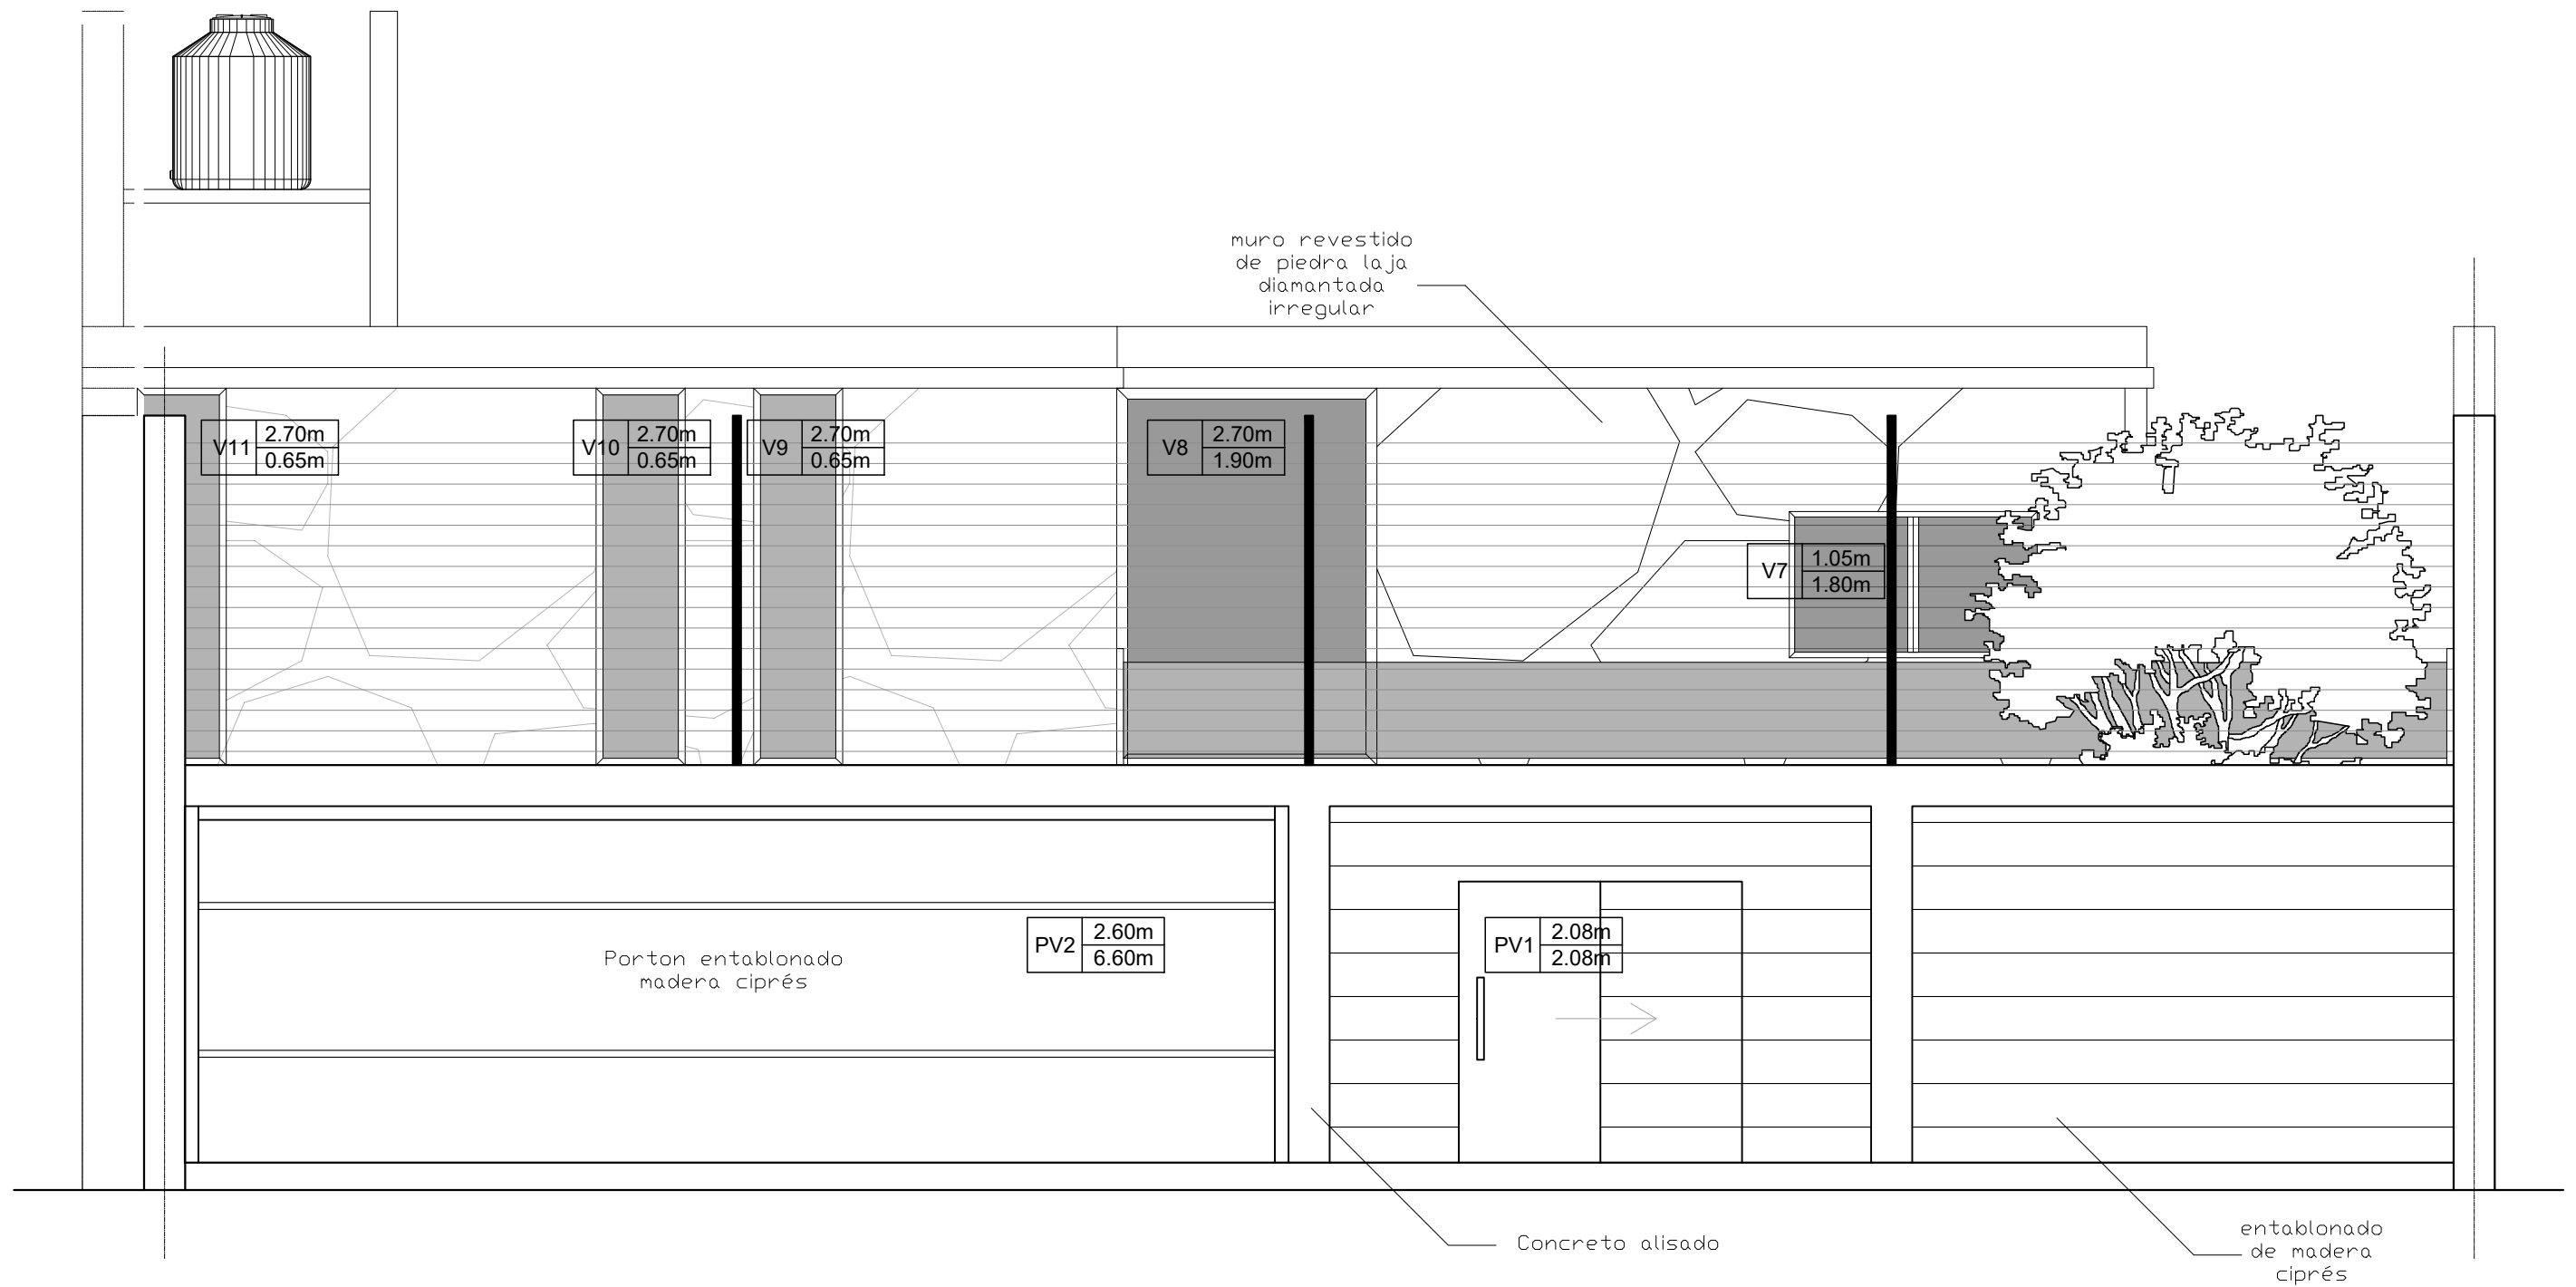 muro revestido
de piedra laja
diamantada
irregular
V11 2.70m
0.65m
V10 2.70m
0.65m
V9 2.70m
0.65m
V8 2.70m
1.90m
V7 1.05m
1.80m
PV2 2.60m
6.60m
PV1 2.08m
2.08m
Porton entablonado
madera ciprés
Concreto alisado
entablonado
de madera
ciprés